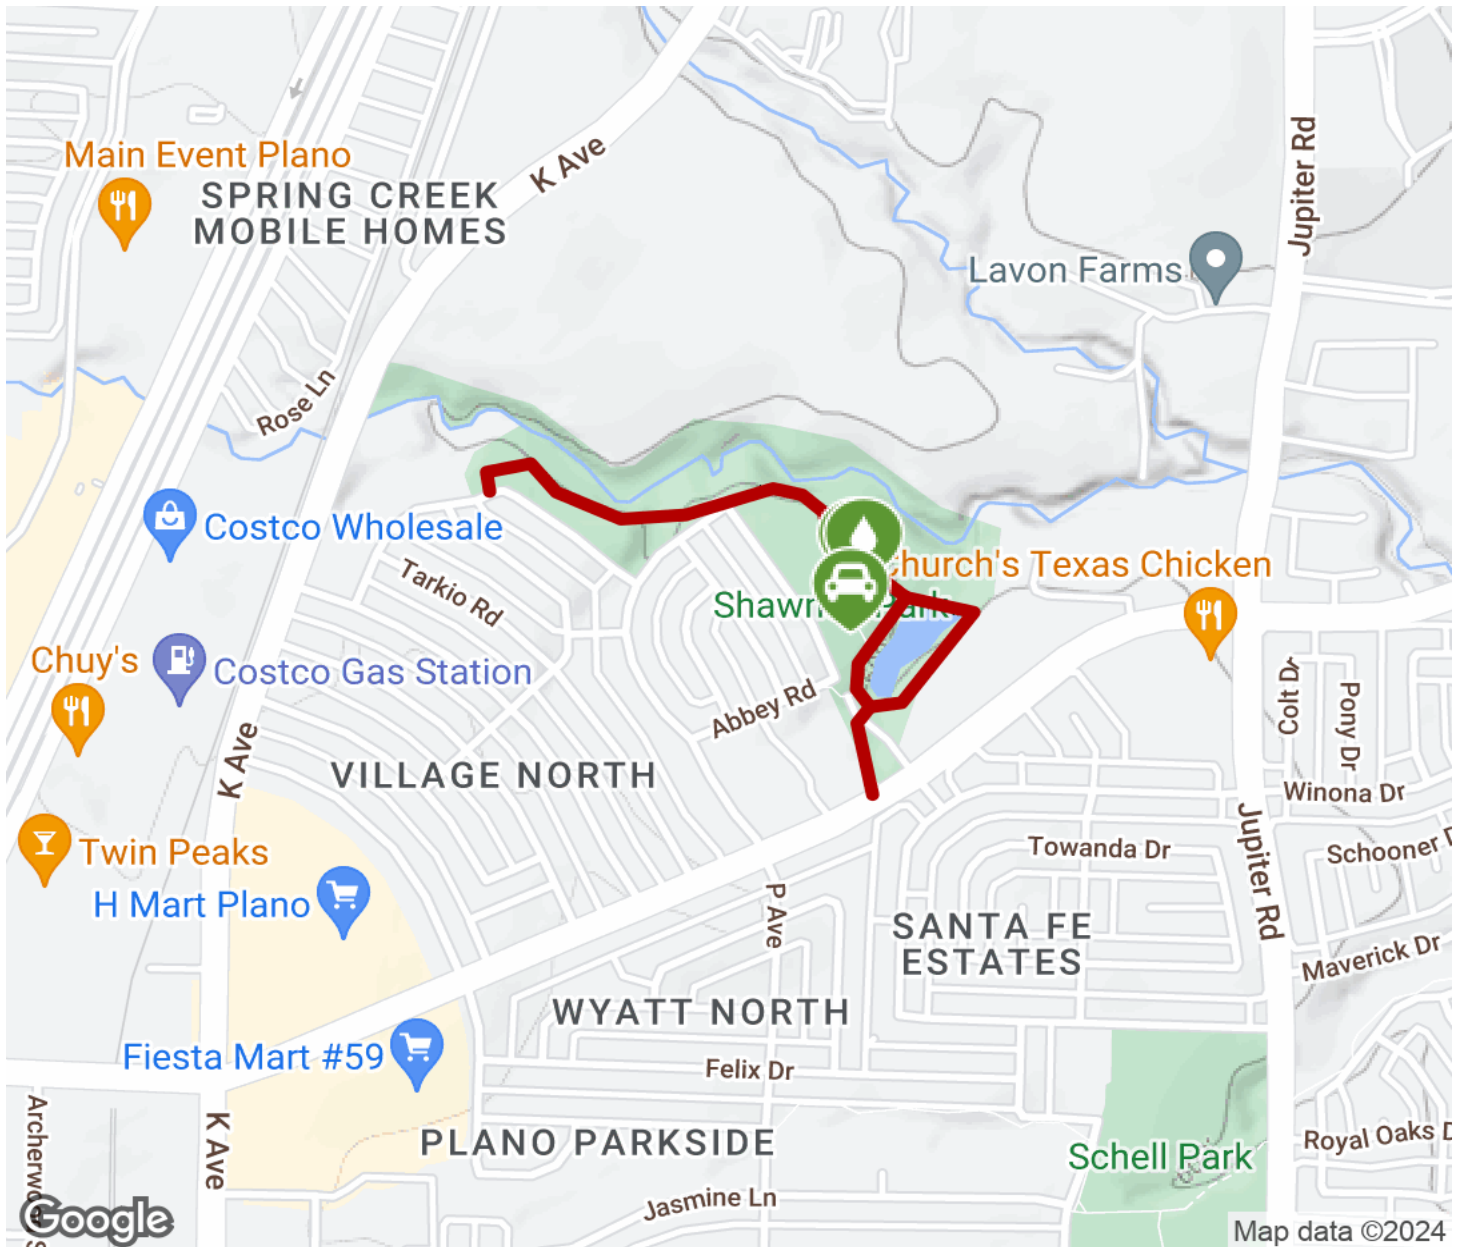 K Ave
Jupiter Rd
Main Event Plano
SPRING CREEK
MOBILE HOMES
Lavon Farms
Rose Ln
Costco Wholesale
Church's Texas Chicken
Tarkio Rd
Chuy's
Costco Gas Station
Abbey Rd
Colt Dr
Pony Dr
K Ave
VILLAGE NORTH
Winona Dr
Jupiter Rd
Twin Peaks
Towanda Dr
Schooner
H Mart Plano
P Ave
SANTA FE
ESTATES
Maverick Dr
WYATT NORTH
Fiesta Mart #59
Felix Dr
K Ave
PLANO PARKSIDE
Royal Oaks
Schell Park
Jasmine Ln
Google
Map data ©2024